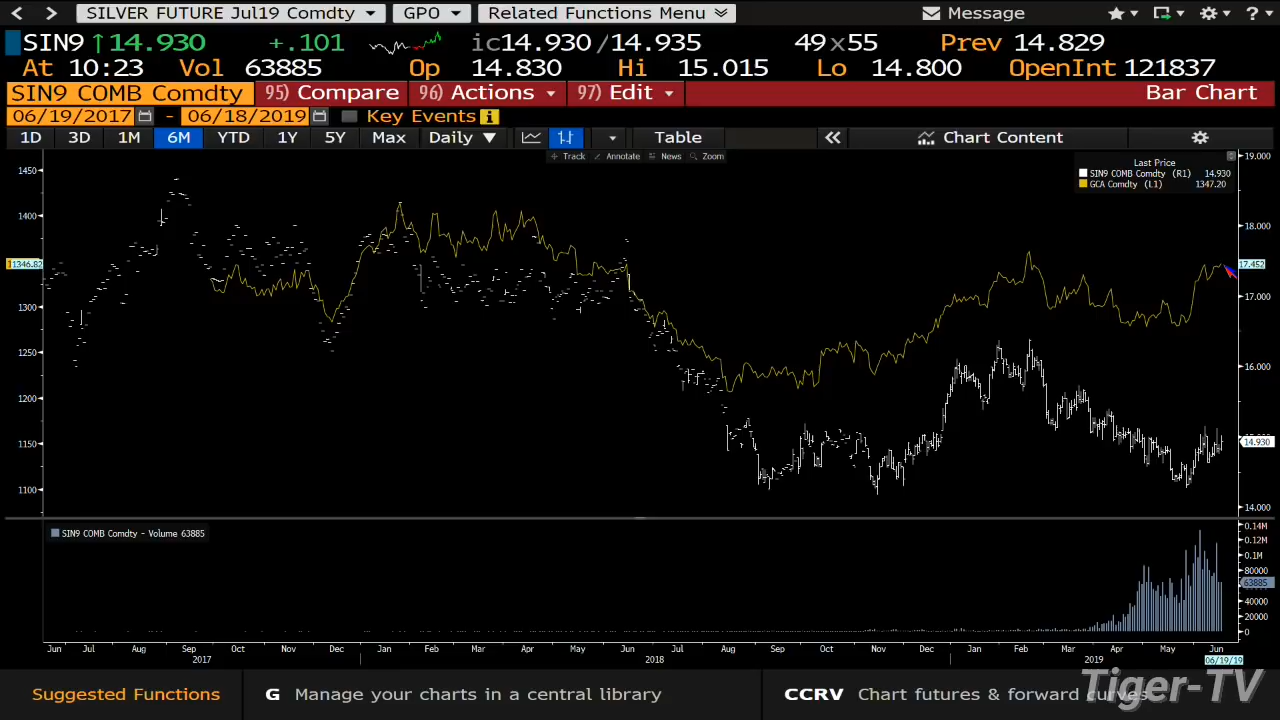 SILVER FUTURE Jul19 Comdty GPO Related Functions Menu Message ?
SIN9 ↑14.930 +.101 ic14.930 /14.935 49x55 Prev 14.829
At 10:23 Vol 63885 Op 14.830 Hi 15.015 Lo 14.800 OpenInt 121837
SIN9 COMB Comdty 95) Compare 96) Actions 97) Edit Bar Chart
06/19/2017 - 06/18/2019 Key Events i
1D 3D 1M 6M YTD 1Y 5Y Max Daily ▼ Table « Chart Content
Track Annotate News Zoom
Last Price
SIN9 COMB Comdty (R1) 14.930
GCA Comdty (L1) 1347.20
1450
1400
1346.82
1300
1250
1200
1150
1100
19.000
18.000
17.452
17.000
16.000
14.930
14.000
SIN9 COMB Comdty - Volume 63885
0.14M
0.12M
0.1M
80000
63885
40000
20000
0
Jun Jul Aug Sep Oct Nov Dec Jan Feb Mar Apr May Jun Jul Aug Sep Oct Nov Dec Jan Feb Mar Apr May Jun
2017 2018 2019 06/19/19
Suggested Functions G Manage your charts in a central library CCRV Chart futures & forward curves
Tiger-TV